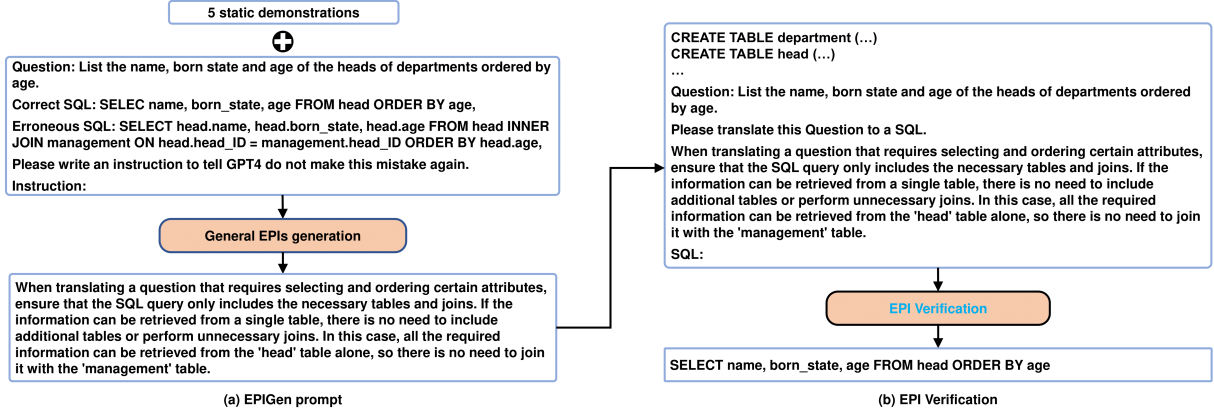 5 static demonstrations
Question: List the name, born state and age of the heads of departments ordered by
age.
Correct SQL: SELEC name, born_state, age FROM head ORDER BY age,
Erroneous SQL: SELECT head.name, head.born_state, head.age FROM head INNER
JOIN management ON head.head_ID = management.head_ID ORDER BY head.age,
Please write an instruction to tell GPT4 do not make this mistake again.
Instruction:
General EPIs generation
When translating a question that requires selecting and ordering certain attributes,
ensure that the SQL query only includes the necessary tables and joins. If the
information can be retrieved from a single table, there is no need to include
additional tables or perform unnecessary joins. In this case, all the required
information can be retrieved from the 'head' table alone, so there is no need to join
it with the 'management' table.
(a) EPIGen prompt
CREATE TABLE department (…)
CREATE TABLE head (…)
…
Question: List the name, born state and age of the heads of departments ordered
by age.
Please translate this Question to a SQL.
When translating a question that requires selecting and ordering certain attributes,
ensure that the SQL query only includes the necessary tables and joins. If the
information can be retrieved from a single table, there is no need to include
additional tables or perform unnecessary joins. In this case, all the required
information can be retrieved from the 'head' table alone, so there is no need to join
it with the 'management' table.
SQL:
EPI Verification
SELECT name, born_state, age FROM head ORDER BY age
(b) EPI Verification